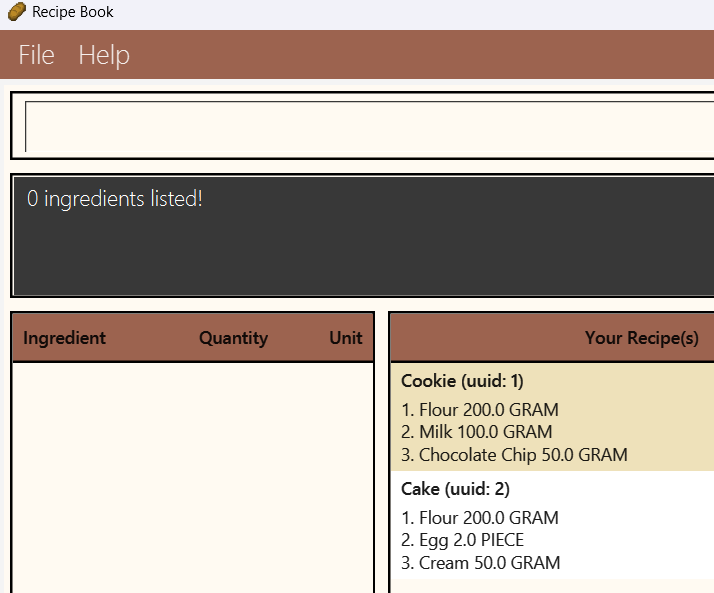 Recipe Book
File Help
0 ingredients listed!
Ingredient Quantity Unit
Your Recipe(s)
Cookie (uuid: 1)
1. Flour 200.0 GRAM
2. Milk 100.0 GRAM
3. Chocolate Chip 50.0 GRAM
Cake (uuid: 2)
1. Flour 200.0 GRAM
2. Egg 2.0 PIECE
3. Cream 50.0 GRAM